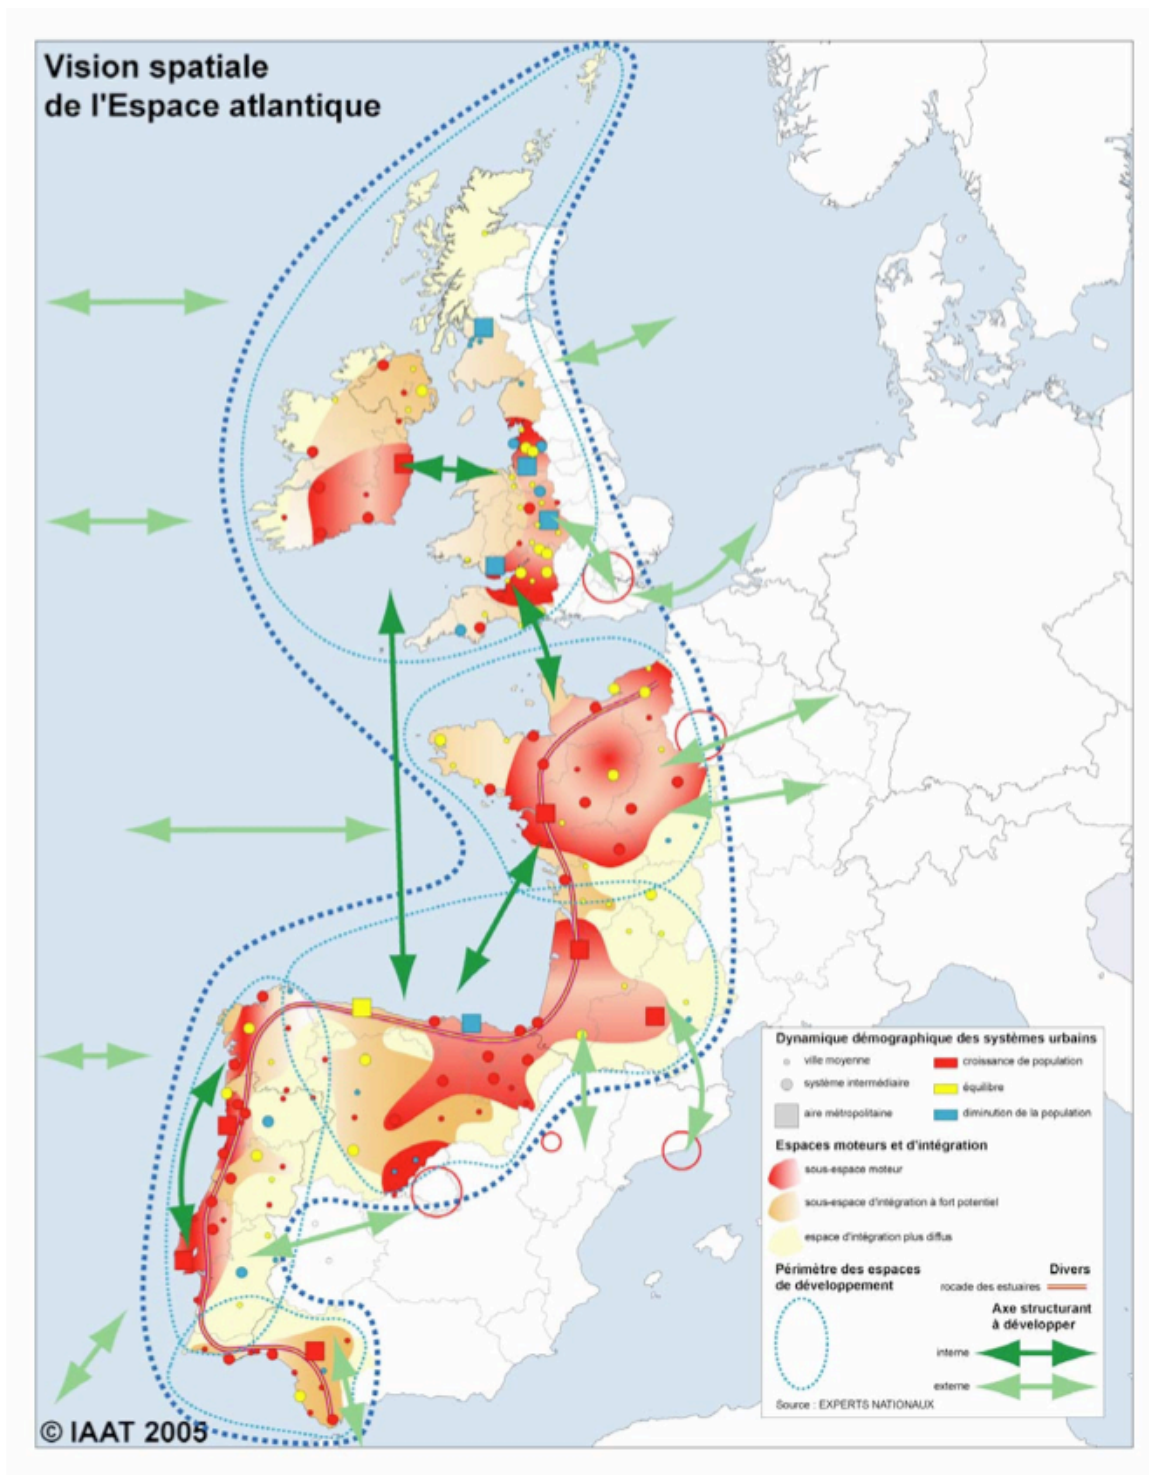 Vision spatiale
de l'Espace atlantique
Dynamique démographique des systèmes urbains
ville moyenne
système intermédiaire
aire métropolitaine
croissance de population
équilibre
diminution de la population
Espaces moteurs et d'intégration
sous-espace moteur
sous-espace d'intégration à fort potentiel
espace d'intégration plus diffus
Périmètre des espaces
de développement
Divers
rocade des estuaires
Axe structurant
à développer
interne
externe
Source : EXPERTS NATIONAUX
© IAAT 2005